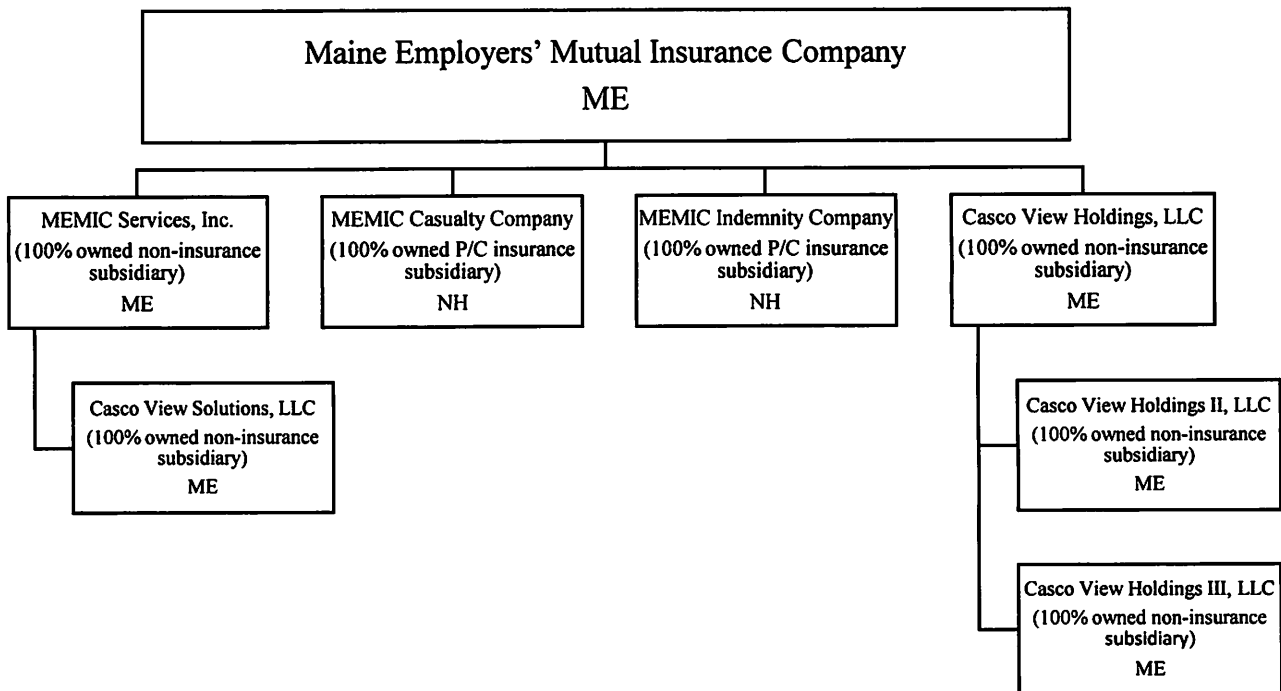 Maine Employers’ Mutual Insurance Company
ME
MEMIC Services, Inc.
(100% owned non-insurance
subsidiary)
ME
MEMIC Casualty Company
(100% owned P/C insurance
subsidiary)
NH
MEMIC Indemnity Company
(100% owned P/C insurance
subsidiary)
NH
Casco View Holdings, LLC
(100% owned non-insurance
subsidiary)
ME
Casco View Solutions, LLC
(100% owned non-insurance
subsidiary)
ME
Casco View Holdings II, LLC
(100% owned non-insurance
subsidiary)
ME
Casco View Holdings III, LLC
(100% owned non-insurance
subsidiary)
ME